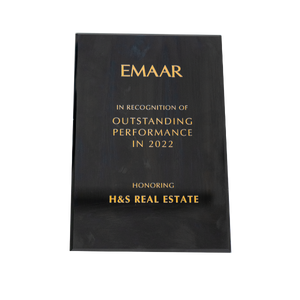 EMAAR
IN RECOGNITION OF
OUTSTANDING
PERFORMANCE
IN 2022
HONORING
H&S REAL ESTATE